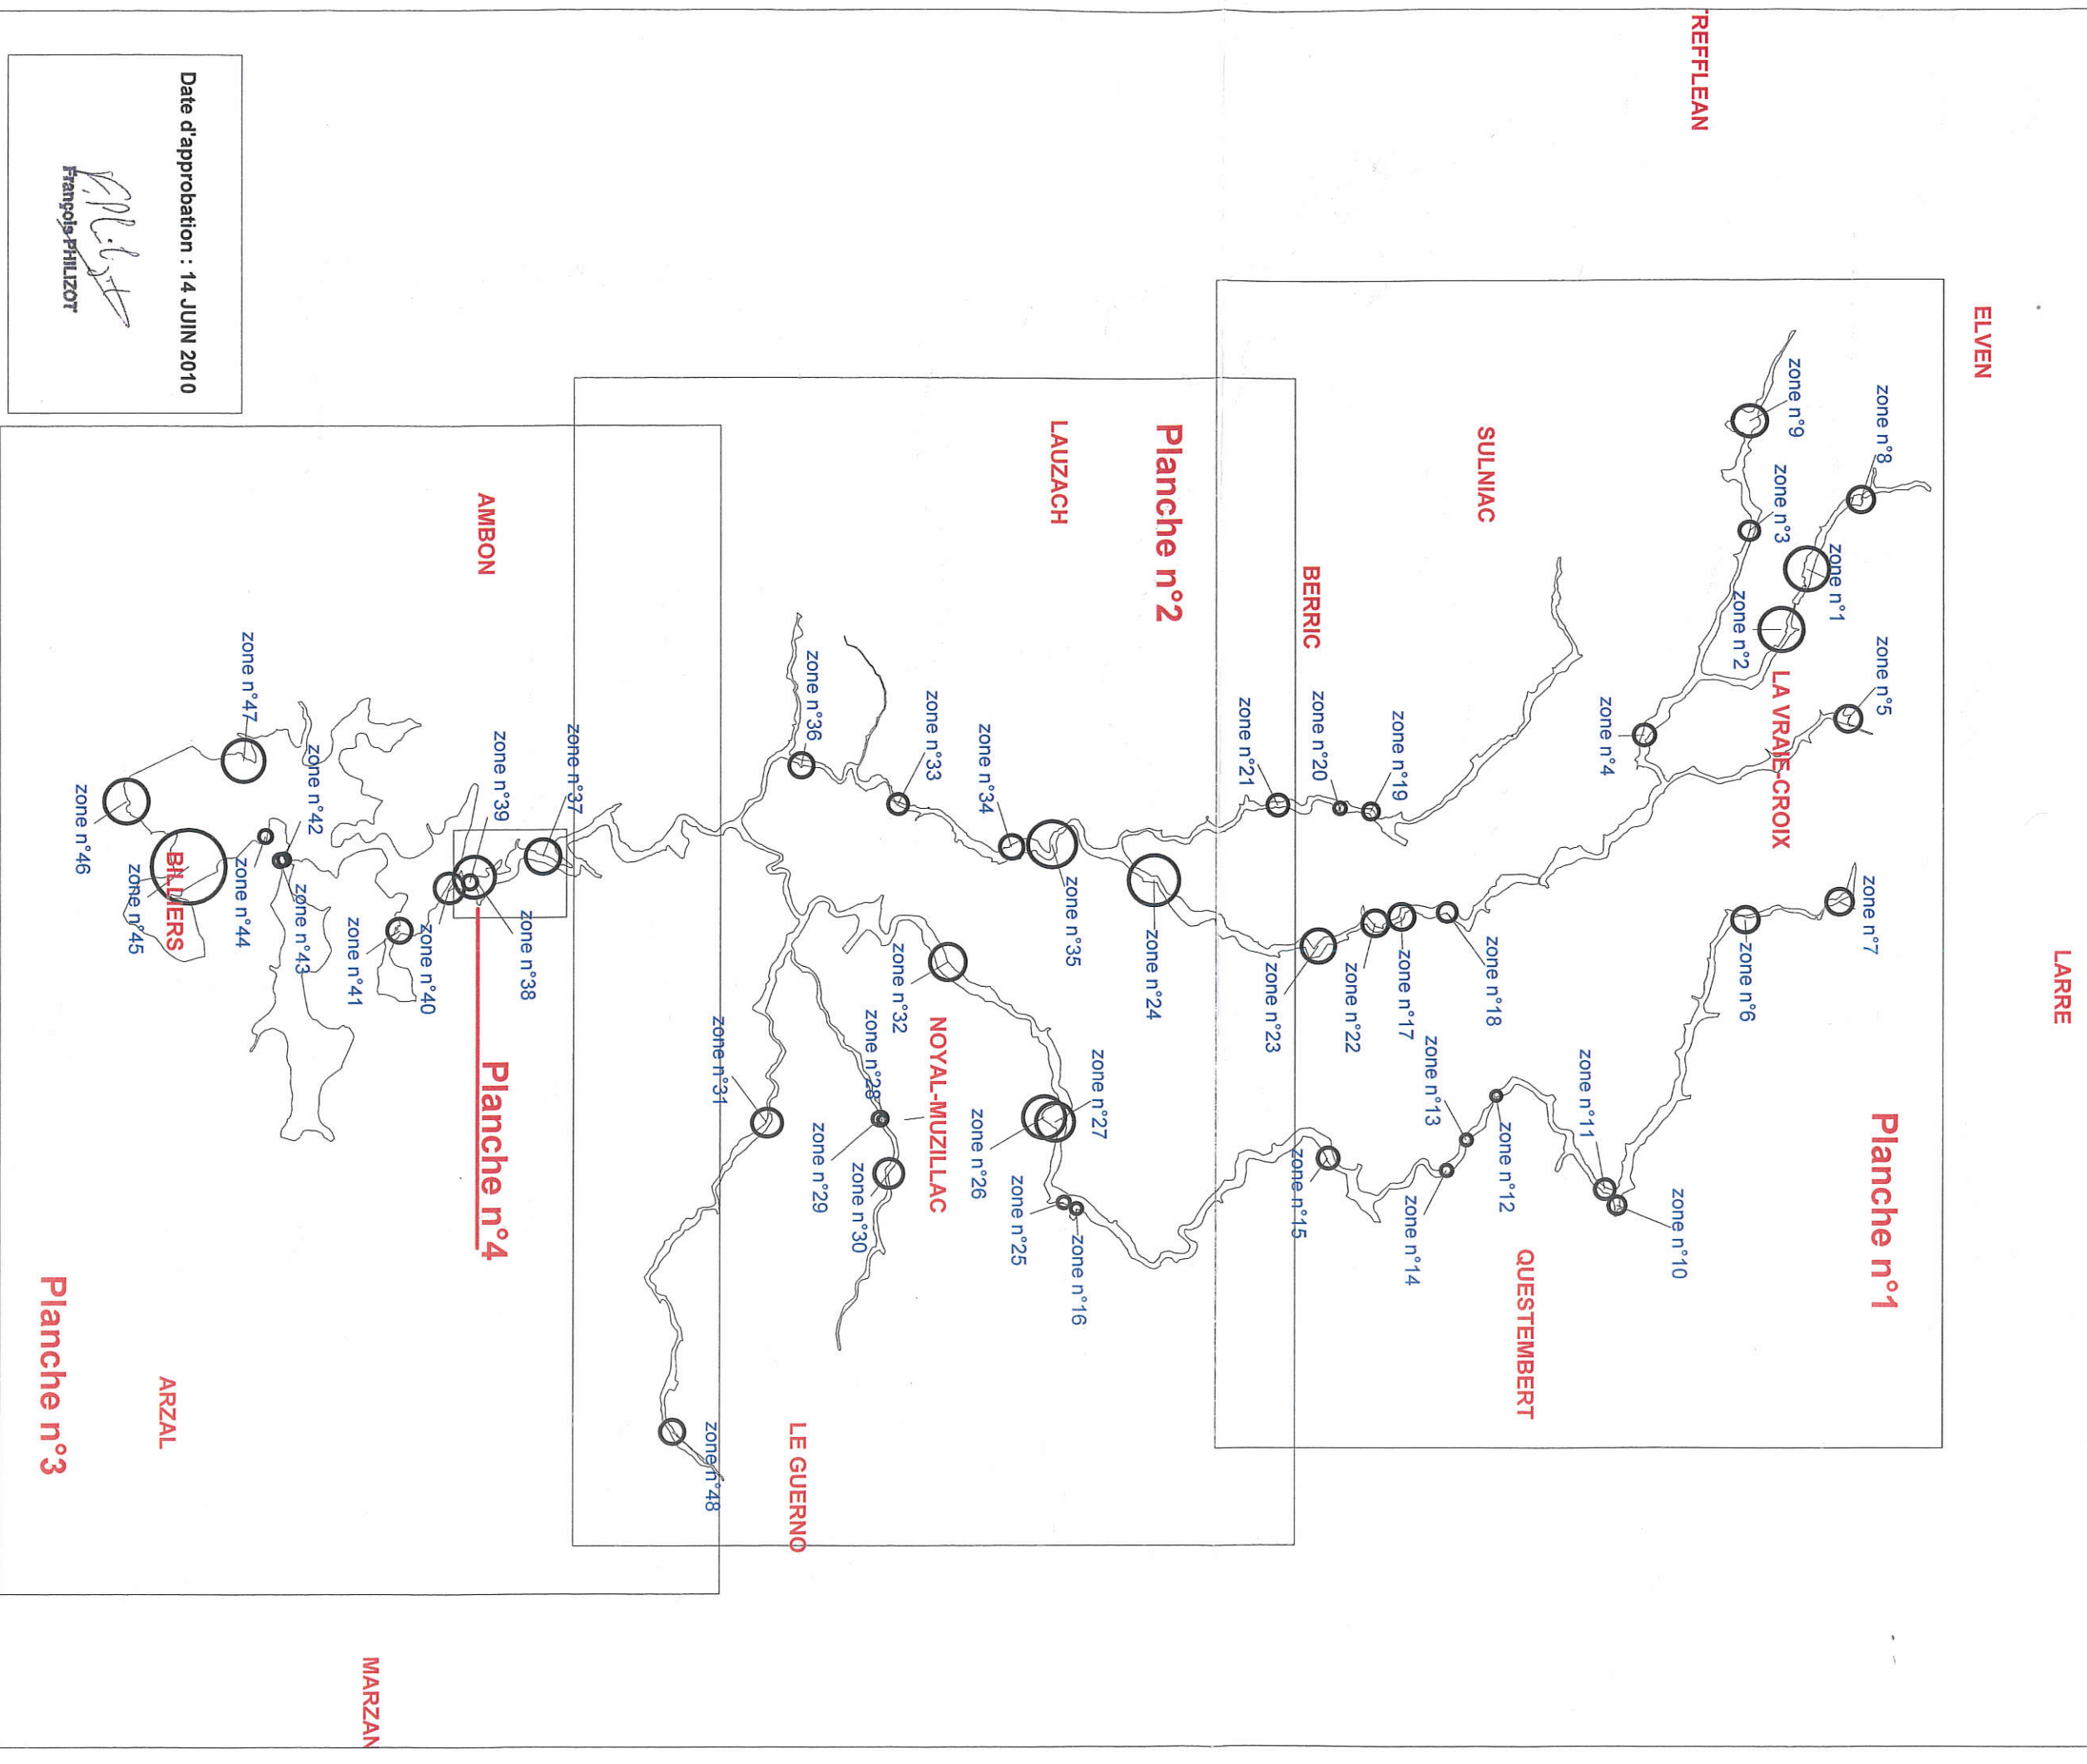 TREFFLEAN
ELVEN
LARRE
Planche n°1
zone n°8
zone n°9
zone n°3
zone n°1
zone n°2
zone n°5
LA VRAIE-CROIX
zone n°7
zone n°6
zone n°4
SULNIAC
zone n°10
zone n°11
QUESTEMBERT
zone n°12
zone n°13
zone n°14
zone n°18
zone n°17
zone n°22
zone n°19
zone n°20
BERRIC
zone n°23
zone n°15
zone n°21
Planche n°2
zone n°24
LAUZACH
zone n°35
zone n°27
zone n°16
zone n°25
zone n°26
zone n°34
NOYAL-MUZILLAC
zone n°33
zone n°32
zone n°28
zone n°30
zone n°29
zone n°36
LE GUERNO
zone n°31
zone n°48
zone n°37
zone n°38
AMBON
zone n°39
Planche n°4
zone n°40
zone n°41
MARZAN
zone n°42
zone n°43
zone n°47
zone n°44
BILLIERS
zone n°45
zone n°46
ARZAL
Planche n°3
Date d'approbation : 14 JUIN 2010
François PHILIZOT